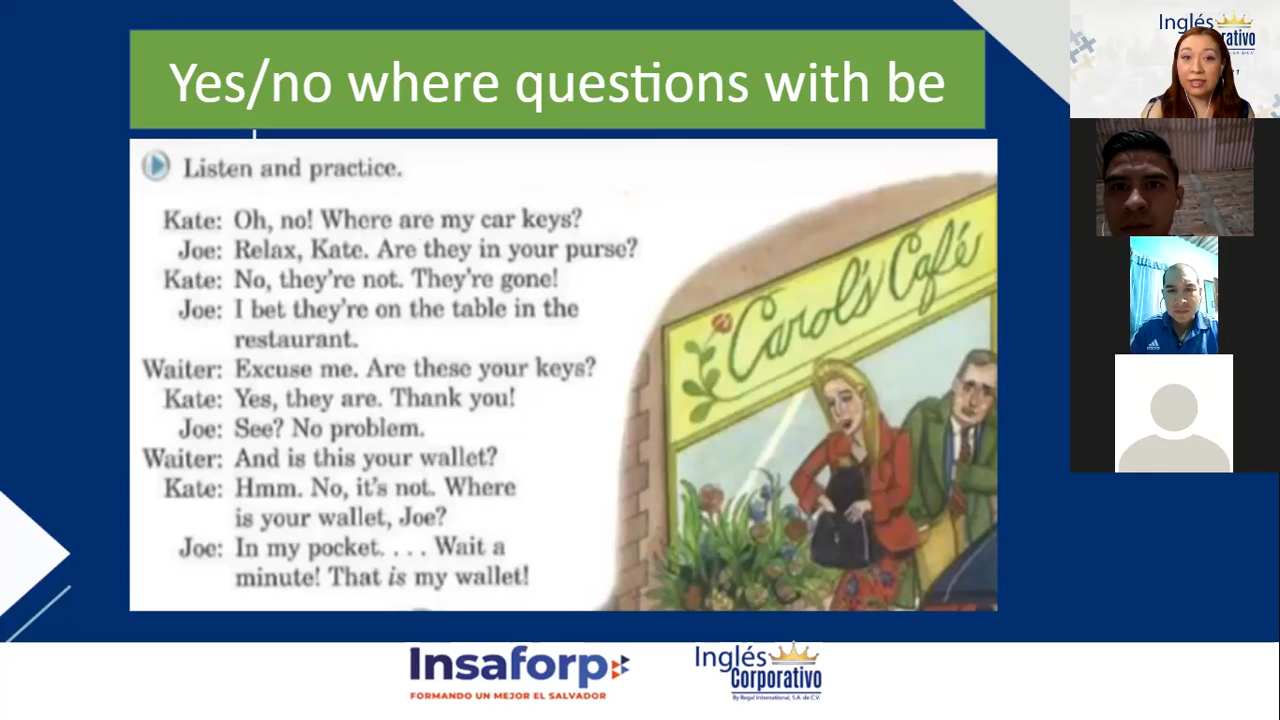 Yes/no where questions with be
Listen and practice.
Kate: Oh, no! Where are my car keys?
Joe: Relax, Kate. Are they in your purse?
Kate: No, they're not. They're gone!
Joe: I bet they're on the table in the
restaurant.
Waiter: Excuse me. Are these your keys?
Kate: Yes, they are. Thank you!
Joe: See? No problem.
Waiter: And is this your wallet?
Kate: Hmm. No, it's not. Where
is your wallet, Joe?
Joe: In my pocket. . . . Wait a
minute! That is my wallet!
Carol's Café
Insaforp
FORMANDO UN MEJOR EL SALVADOR
Inglés
Corporativo
By Regal International, S.A. de C.V.
Inglés